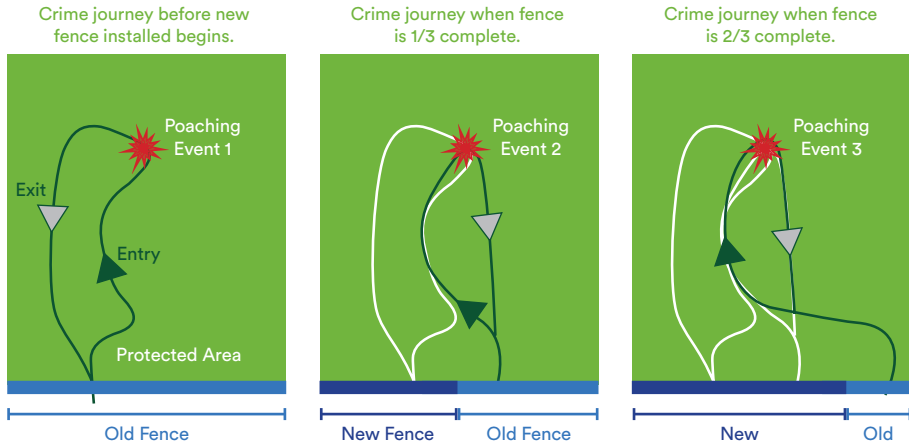 Crime journey before new
fence installed begins.
Poaching
Event 1
Exit
Entry
Protected Area
Old Fence
Crime journey when fence
is 1/3 complete.
Poaching
Event 2
New Fence
Old Fence
Crime journey when fence
is 2/3 complete.
Poaching
Event 3
New
Old